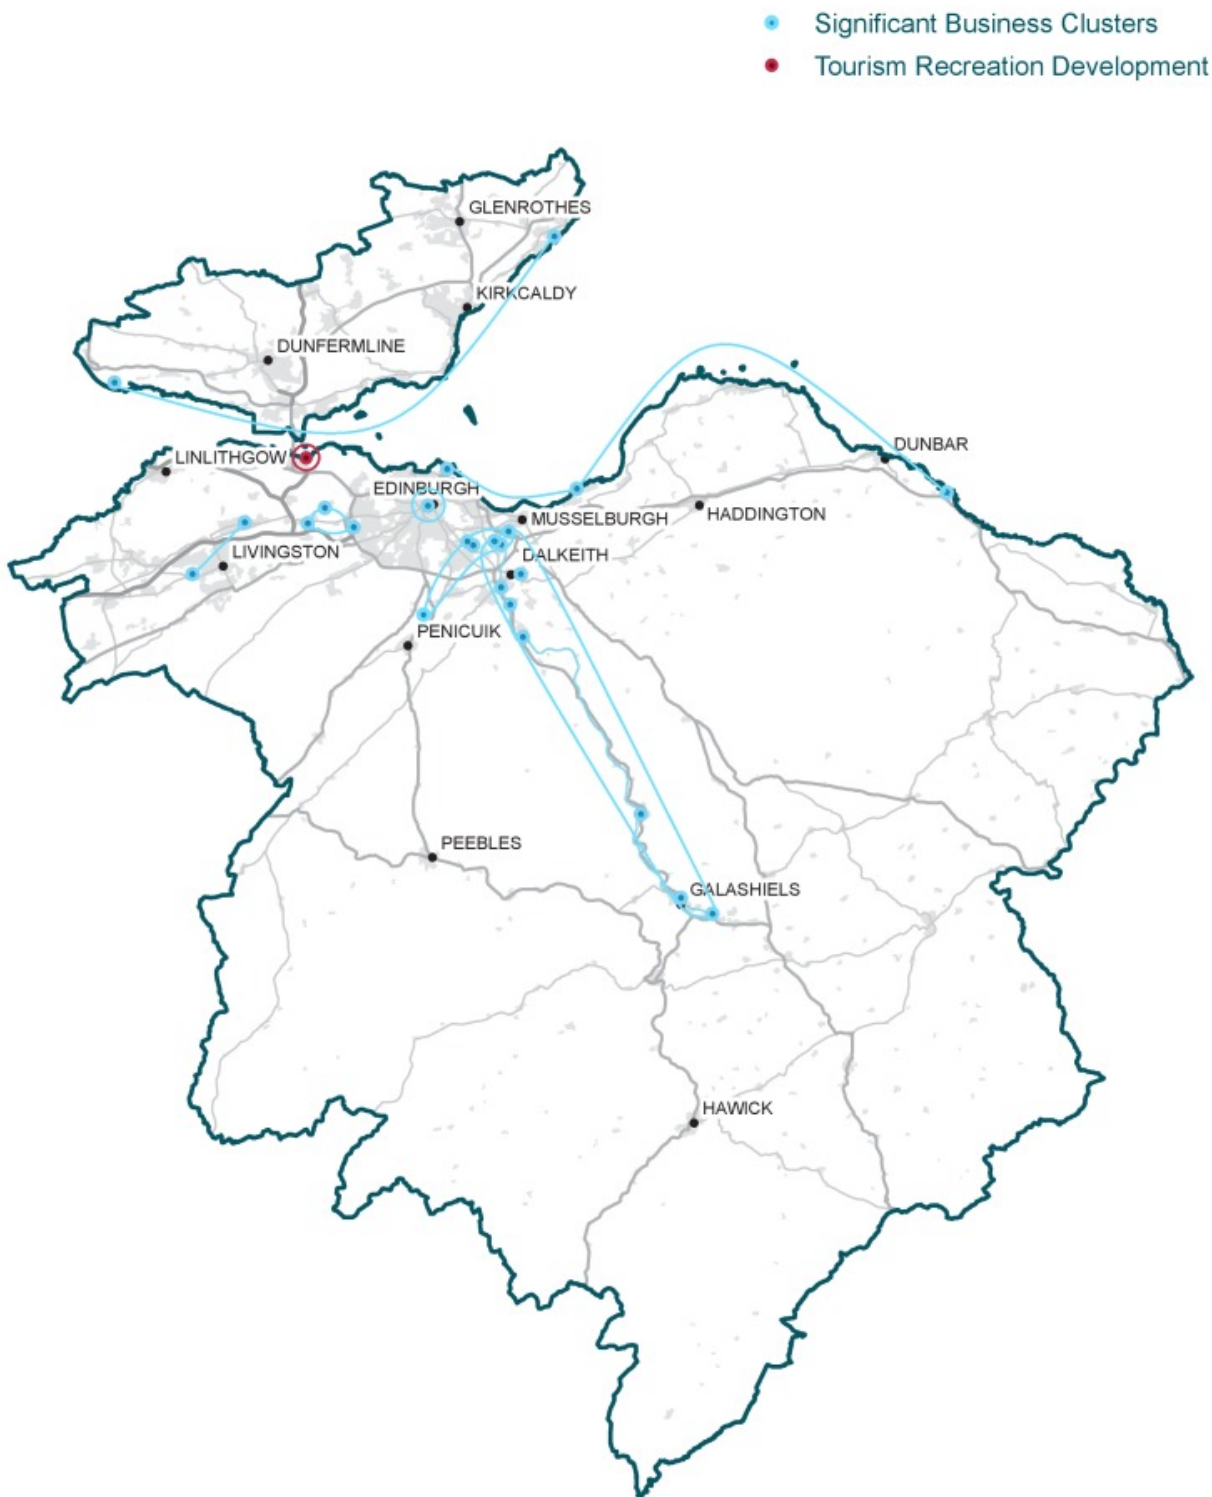 Significant Business Clusters
Tourism Recreation Development
GLENROTHES
KIRKCALDY
DUNFERMLINE
DUNBAR
LINLITHGOW
EDINBURGH
HADDINGTON
MUSSELBURGH
LIVINGSTON
DALKEITH
PENICUIK
PEEBLES
GALASHIELS
HAWICK